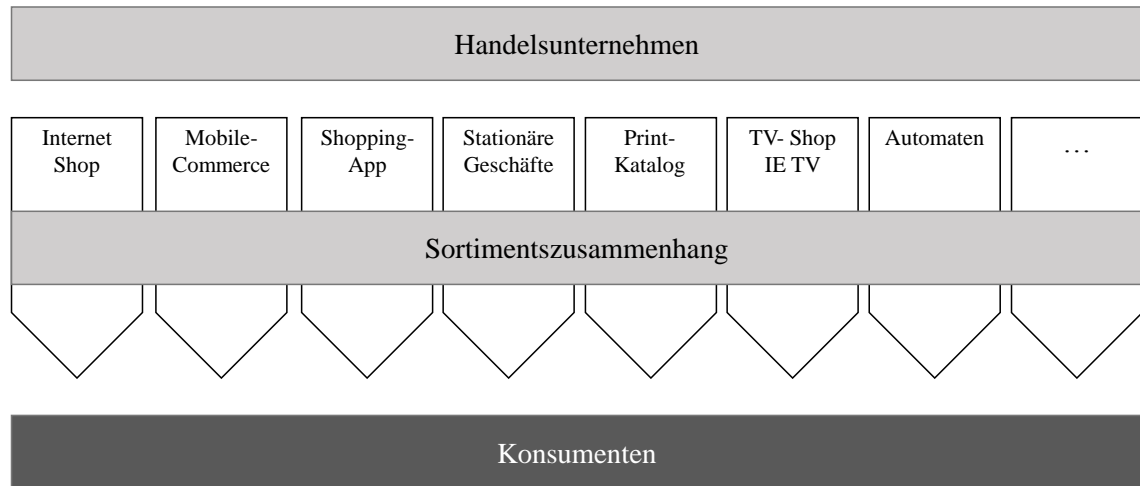 Handelsunternehmen
Internet
Shop
Mobile-
Commerce
Shopping-
App
Stationäre
Geschäfte
Print-
Katalog
TV- Shop
IE TV
Automaten
…
Sortimentszusammenhang
Konsumenten